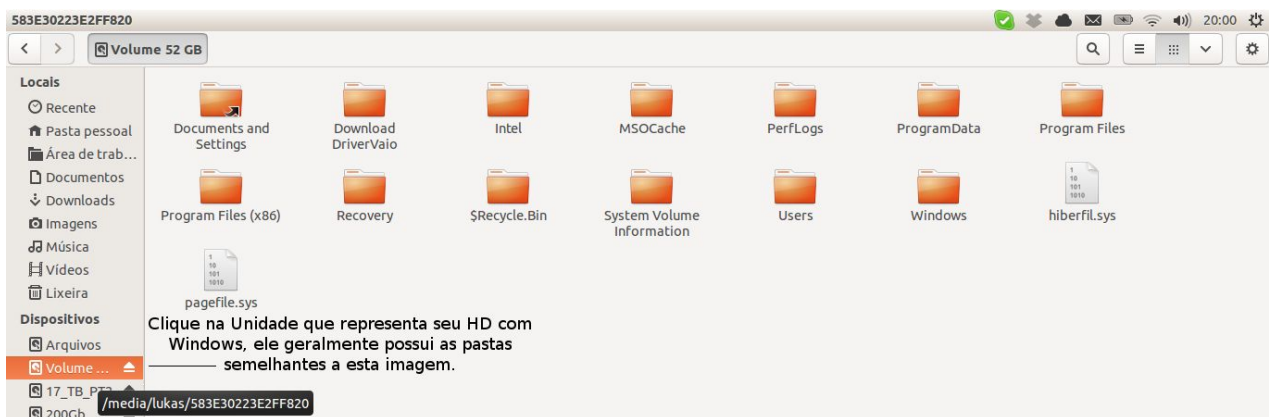 583E30223E2FF820
20:00
Volume 52 GB
Locais
Recente
Pasta pessoal
Área de trab...
Documentos
Downloads
Imagens
Música
Vídeos
Lixeira
Dispositivos
Arquivos
Volume ...
17_TB_PT2
200Gb
/media/lukas/583E30223E2FF820
Documents and
Settings
Download
DriverVaio
Intel
MSOCache
PerfLogs
ProgramData
Program Files
Program Files (x86)
Recovery
$Recycle.Bin
System Volume
Information
Users
Windows
hiberfil.sys
pagefile.sys
Clique na Unidade que representa seu HD com
Windows, ele geralmente possui as pastas
semelhantes a esta imagem.